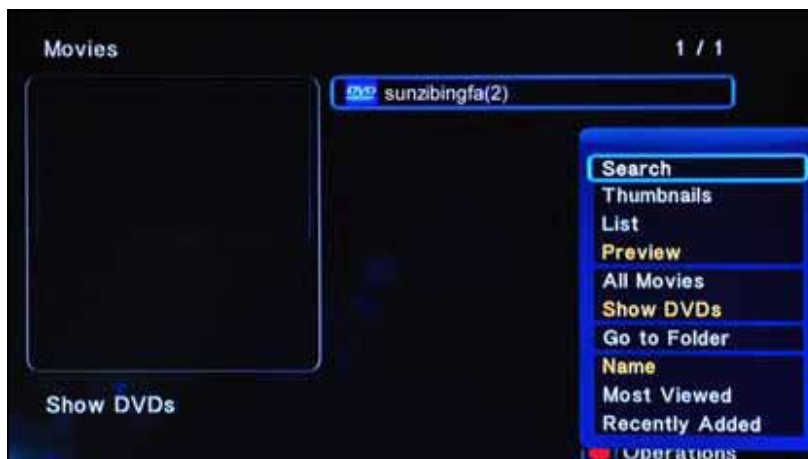 Movies 1 / 1
DVD sunzibingfa(2)
Search
Thumbnails
List
Preview
All Movies
Show DVDs
Go to Folder
Name
Most Viewed
Recently Added
Show DVDs
Operations